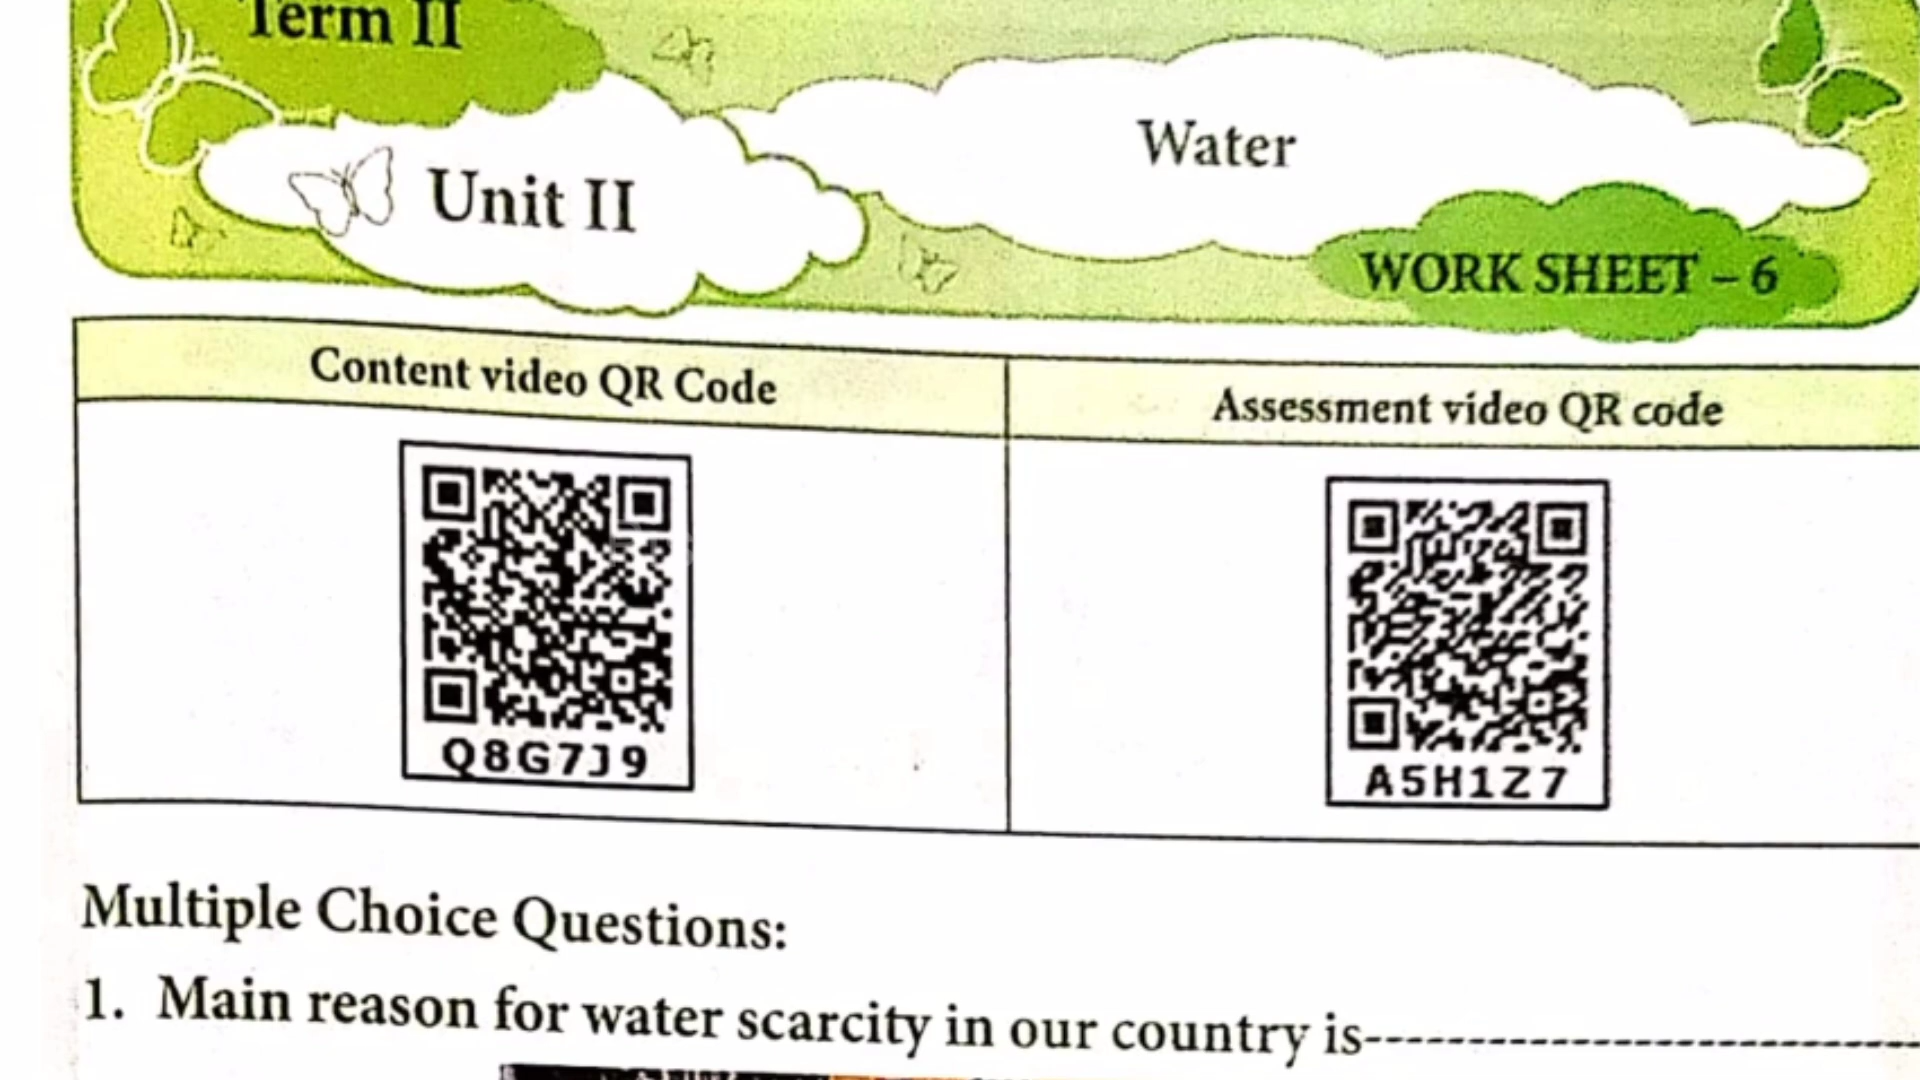 Term II
Unit II
Water
WORK SHEET – 6
Content video QR Code
Assessment video QR code
Q8G7J9
A5H1Z7
Multiple Choice Questions:
1. Main reason for water scarcity in our country is---------------------------